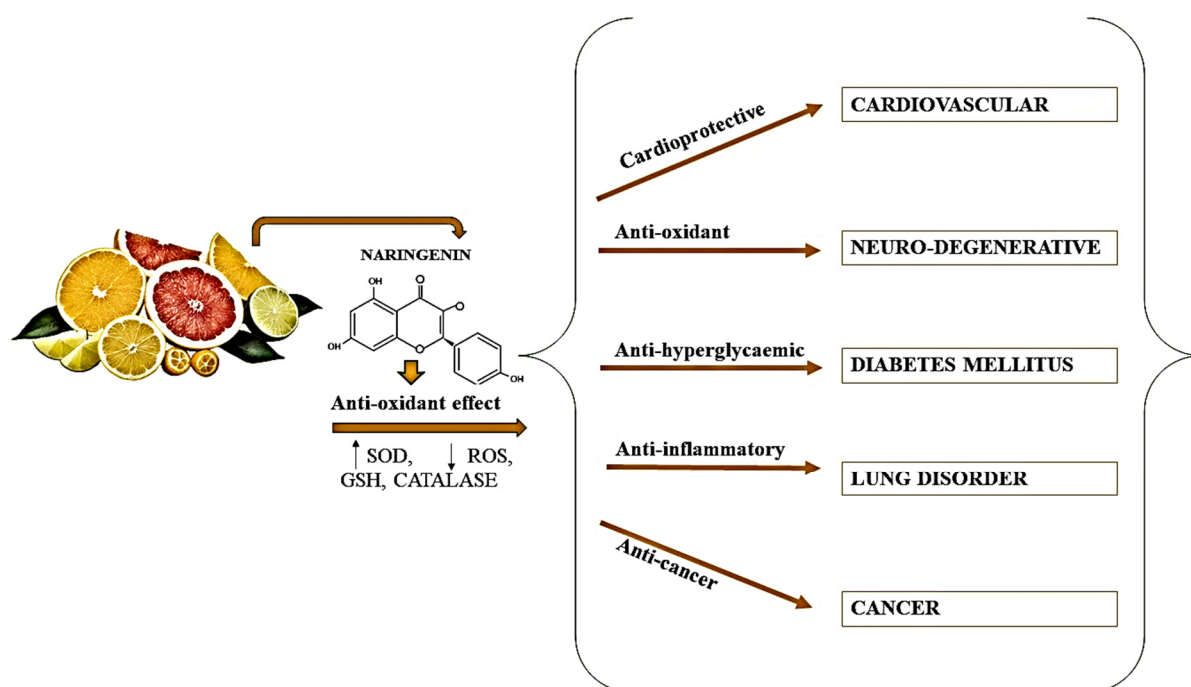 NARINGENIN
OH
O
O
OH
O
OH
Anti-oxidant effect
↑ SOD, ↓ ROS,
GSH, CATALASE
Cardioprotective
CARDIOVASCULAR
Anti-oxidant
NEURO-DEGENERATIVE
Anti-hyperglycaemic
DIABETES MELLITUS
Anti-inflammatory
LUNG DISORDER
Anti-cancer
CANCER